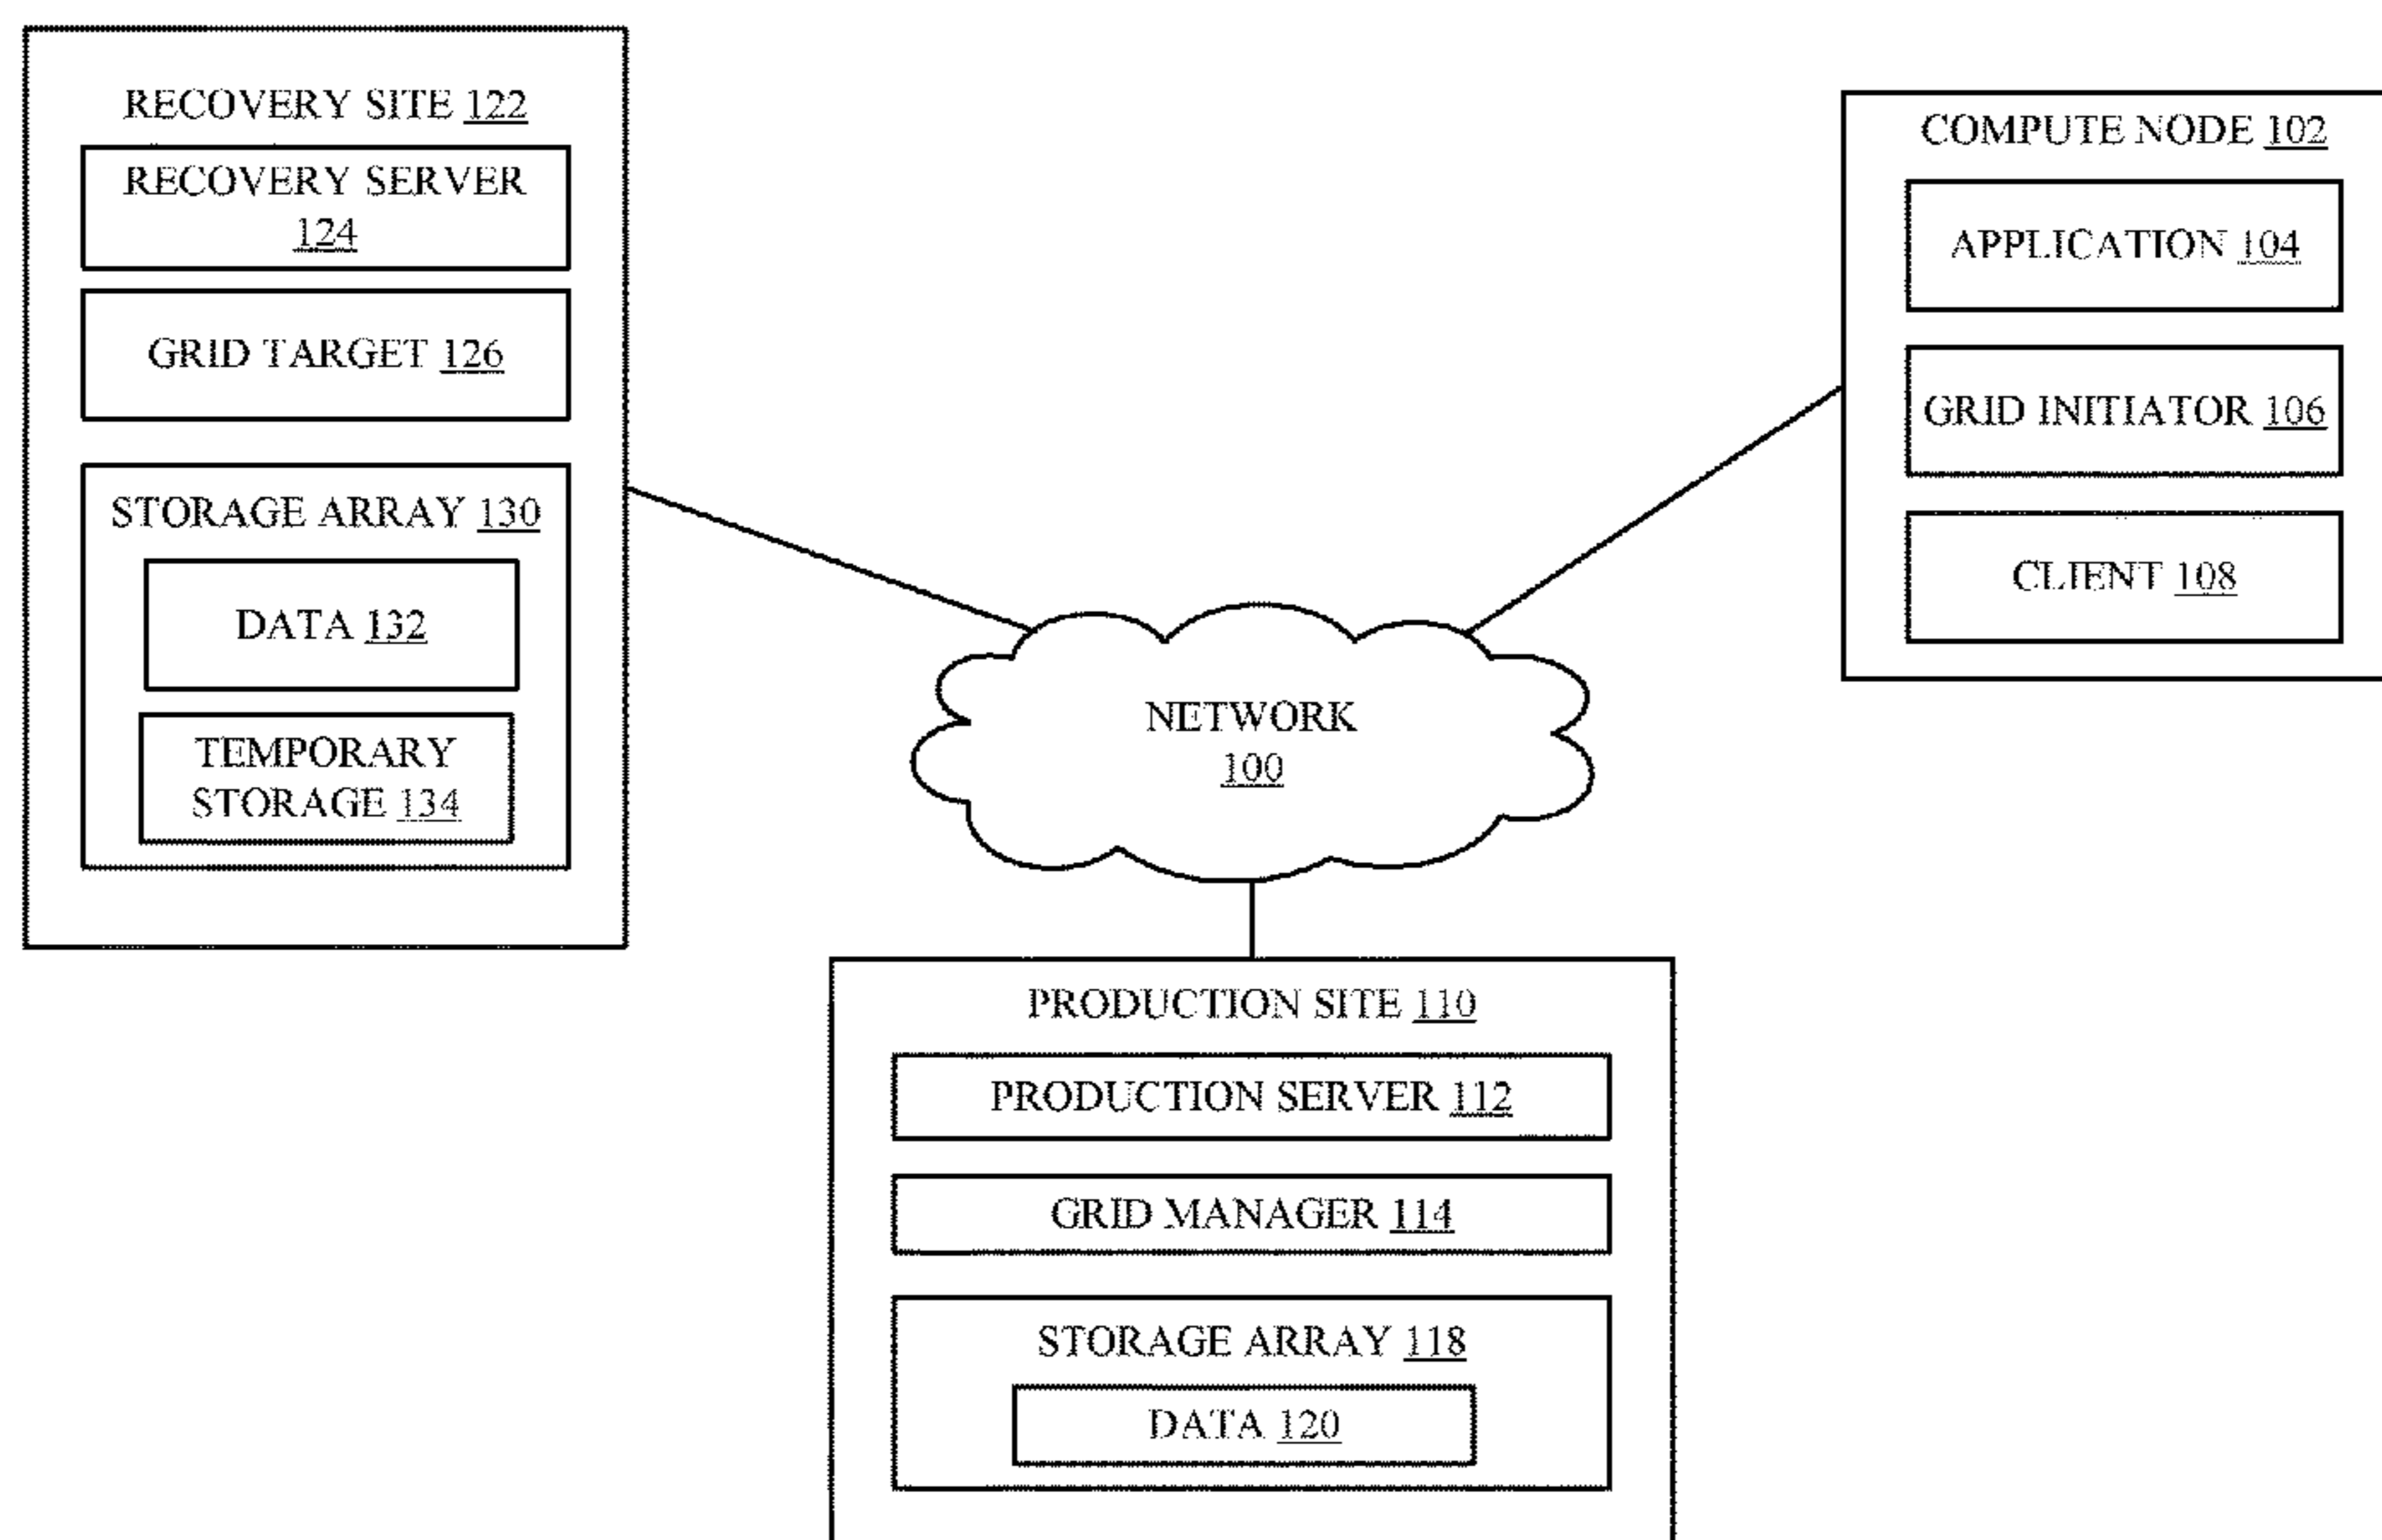 RECOVERY SITE 122
RECOVERY SERVER
124
GRID TARGET 126
STORAGE ARRAY 130
DATA 132
TEMPORARY
STORAGE 134
COMPUTE NODE 102
APPLICATION 104
GRID INITIATOR 106
CLIENT 108
NETWORK
100
PRODUCTION SITE 110
PRODUCTION SERVER 112
GRID MANAGER 114
STORAGE ARRAY 118
DATA 120